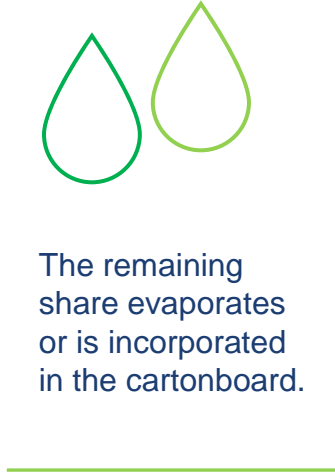 The remaining
share evaporates
or is incorporated
in the cartonboard.